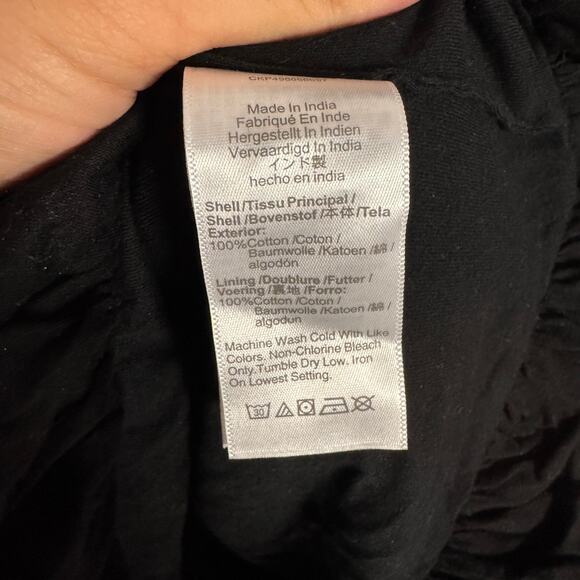 Made In India
Fabriqué En Inde
Hergestellt In Indien
Vervaardigd In India
インド製
hecho en india
Shell/Tissu Principal/
Shell/Bovenstof/本体/Tela
Exterior:
100%Cotton/Coton/
Baumwolle/Katoen/綿/
algodón
Lining/Doublure/Futter/
Voering/裏地/Forro:
100%Cotton/Coton/
Baumwolle/Katoen/綿/
algodun
Machine Wash Cold With Like
Colors. Non-Chlorine Bleach
Only.Tumble Dry Low. Iron
On Lowest Setting.
30